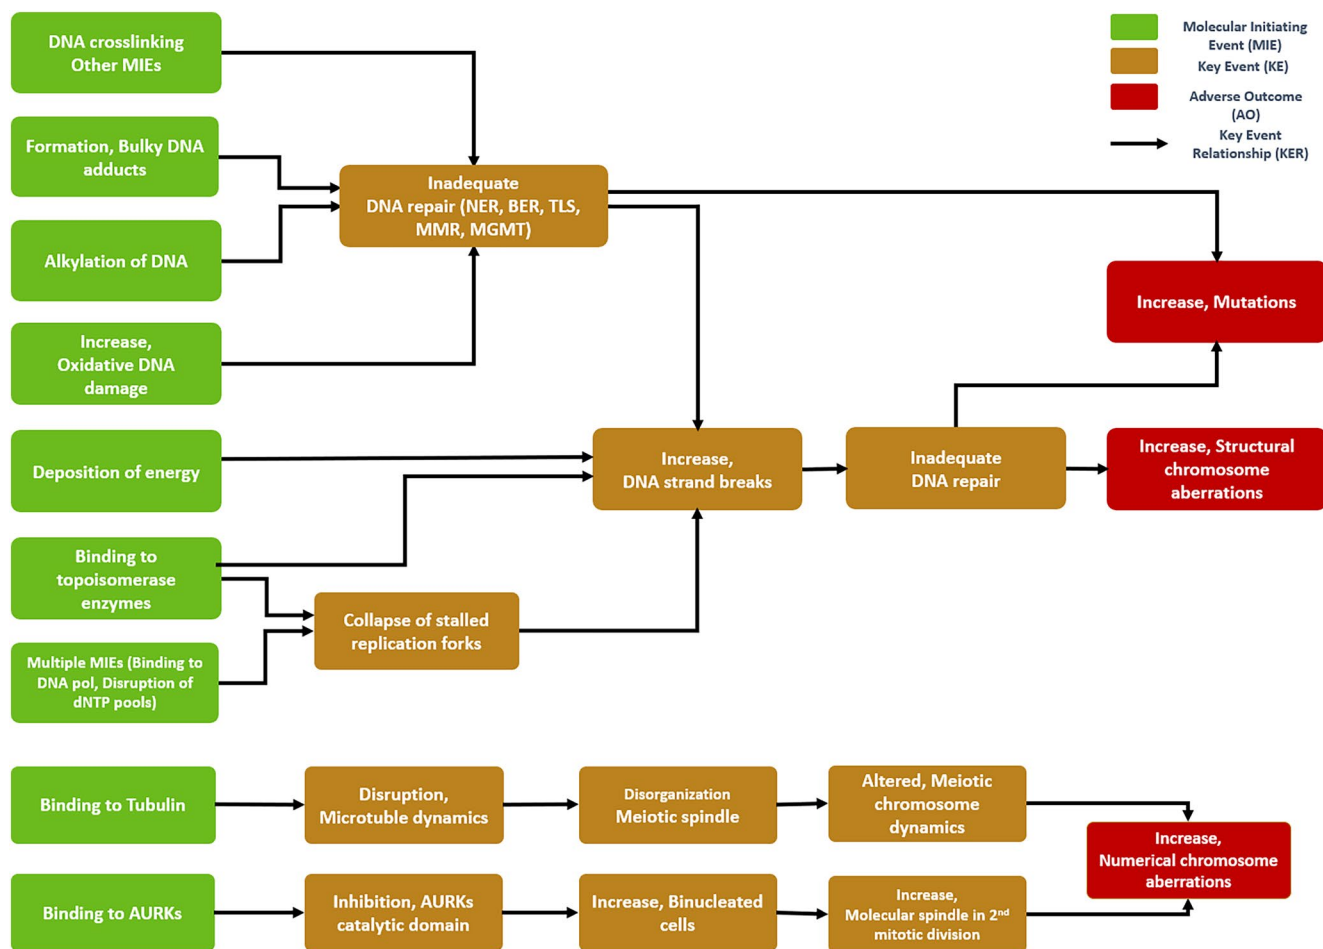 DNA crosslinking
Other MIEs
Molecular Initiating
Event (MIE)
Key Event (KE)
Adverse Outcome
(AO)
Key Event
Relationship (KER)
Formation, Bulky DNA
adducts
Inadequate
DNA repair (NER, BER, TLS,
MMR, MGMT)
Alkylation of DNA
Increase, Mutations
Increase,
Oxidative DNA
damage
Deposition of energy
Increase,
DNA strand breaks
Inadequate
DNA repair
Increase, Structural
chromosome
aberrations
Binding to
topoisomerase
enzymes
Collapse of stalled
replication forks
Multiple MIEs (Binding to
DNA pol, Disruption of
dNTP pools)
Binding to Tubulin
Disruption,
Microtuble dynamics
Disorganization
Meiotic spindle
Altered, Meiotic
chromosome
dynamics
Increase,
Numerical chromosome
aberrations
Binding to AURKs
Inhibition, AURKs
catalytic domain
Increase, Binucleated
cells
Increase,
Molecular spindle in 2nd
mitotic division